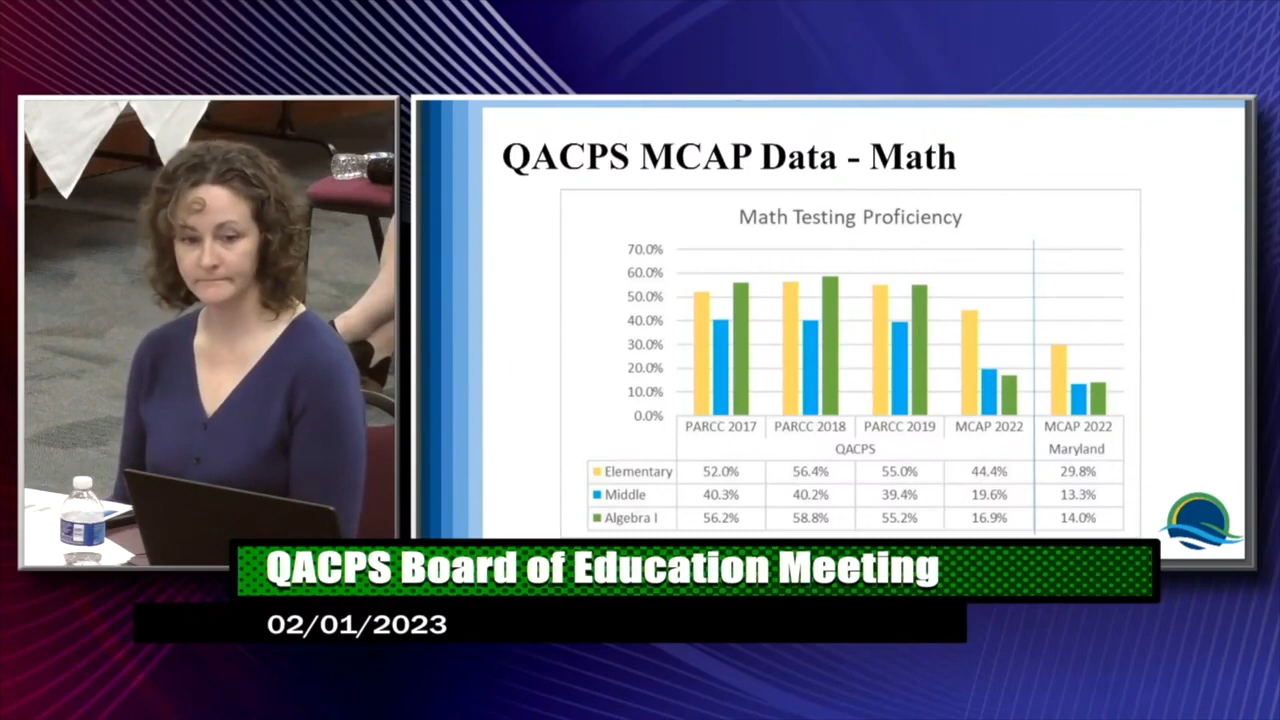 QACPS MCAP Data - Math
Math Testing Proficiency
70.0%
60.0%
50.0%
40.0%
30.0%
20.0%
10.0%
0.0%
PARCC 2017 PARCC 2018 PARCC 2019 MCAP 2022 MCAP 2022
QACPS Maryland
Elementary 52.0% 56.4% 55.0% 44.4% 29.8%
Middle 40.3% 40.2% 39.4% 19.6% 13.3%
Algebra I 56.2% 58.8% 55.2% 16.9% 14.0%
QACPS Board of Education Meeting
02/01/2023